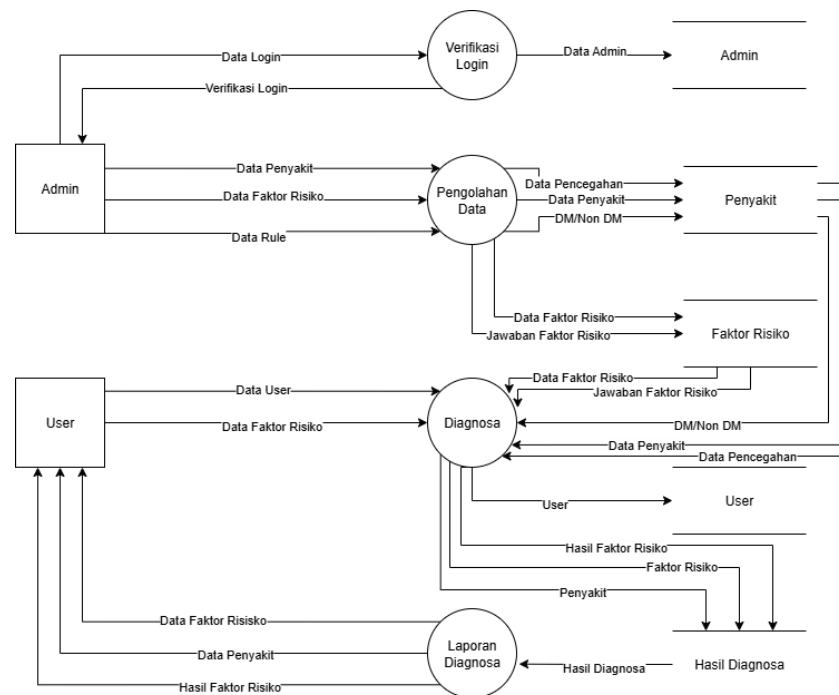 Verifikasi
Login
Data Login
Data Admin
Admin
Verifikasi Login
Admin
Data Penyakit
Data Faktor Risiko
Data Rule
Pengolahan
Data
Data Pencegahan
Data Penyakit
DM/Non DM
Penyakit
Data Faktor Risiko
Jawaban Faktor Risiko
Faktor Risiko
User
Data User
Data Faktor Risiko
Diagnosa
Data Faktor Risiko
Jawaban Faktor Risiko
DM/Non DM
Data Penyakit
Data Pencegahan
User
User
Hasil Faktor Risiko
Faktor Risiko
Penyakit
Data Faktor Risisko
Data Penyakit
Hasil Faktor Risiko
Laporan
Diagnosa
Hasil Diagnosa
Hasil Diagnosa